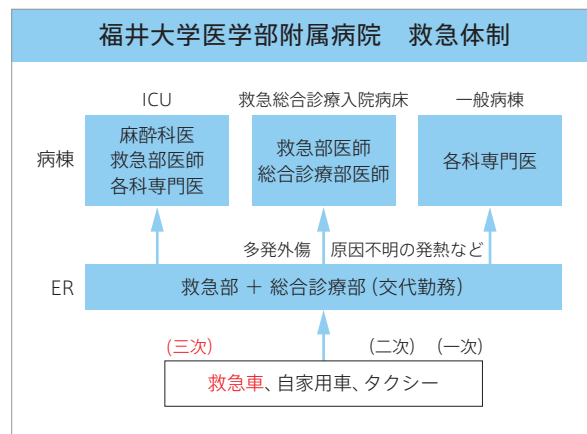 福井大学医学部附属病院　救急体制
ICU
救急総合診療入院病床
一般病棟
病棟
麻酔科医
救急部医師
各科専門医
救急部医師
総合診療部医師
各科専門医
多発外傷
原因不明の発熱など
ER
救急部 ＋ 総合診療部（交代勤務）
(三次)
(二次)
(一次)
救急車、自家用車、タクシー